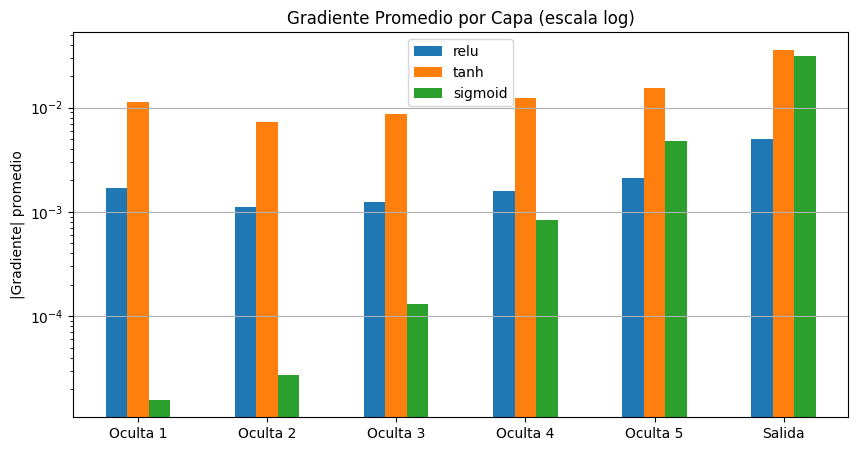 Gradiente Promedio por Capa (escala log)
relu
tanh
sigmoid
|Gradiente| promedio
10⁻²
10⁻³
10⁻⁴
Oculta 1
Oculta 2
Oculta 3
Oculta 4
Oculta 5
Salida